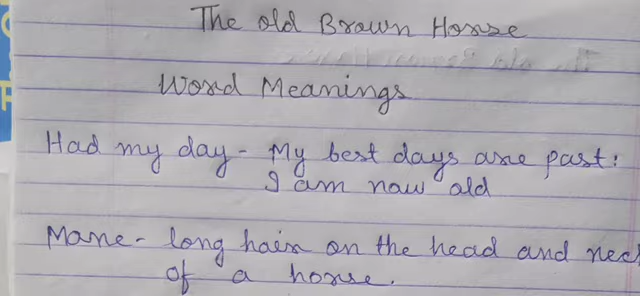 The old Brown Horse
Word Meanings
Had my day - My best days are past:
I am now old
Mane - long hair on the head and neck
of a horse.